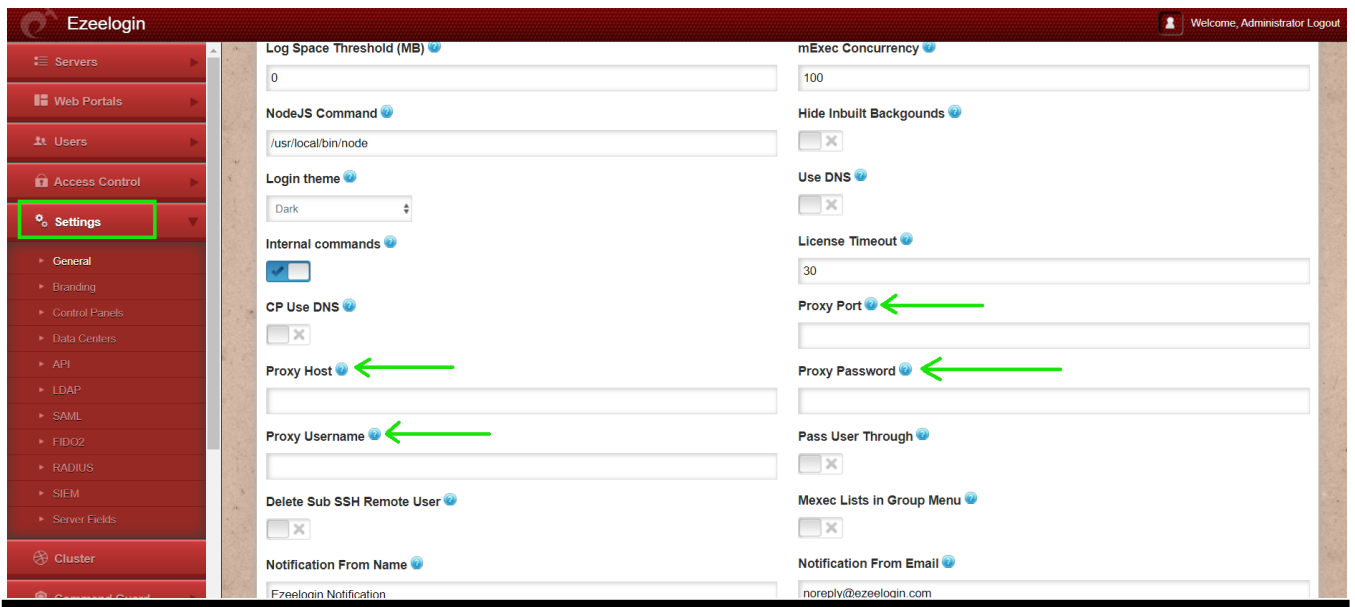 Ezeelogin
Welcome, Administrator Logout
Servers
Web Portals
Users
Access Control
Settings
General
Branding
Control Panels
Data Centers
API
LDAP
SAML
FIDO2
RADIUS
SIEM
Server Fields
Cluster
Command Guard
Log Space Threshold (MB)
0
NodeJS Command
/usr/local/bin/node
Login theme
Dark
Internal commands
CP Use DNS
Proxy Host
Proxy Username
Delete Sub SSH Remote User
Notification From Name
Ezeelogin Notification
mExec Concurrency
100
Hide Inbuilt Backgounds
Use DNS
License Timeout
30
Proxy Port
Proxy Password
Pass User Through
Mexec Lists in Group Menu
Notification From Email
noreply@ezeelogin.com